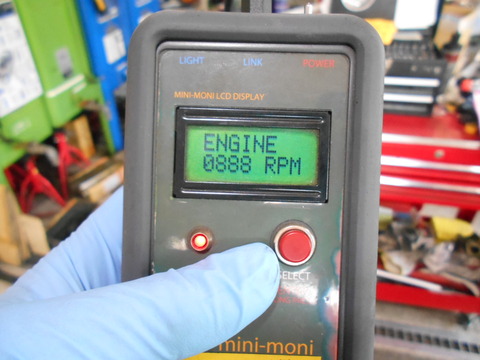 LIGHT LINK POWER
MINI-MONI LCD DISPLAY
ENGINE
0888 RPM
SELECT
mini-moni